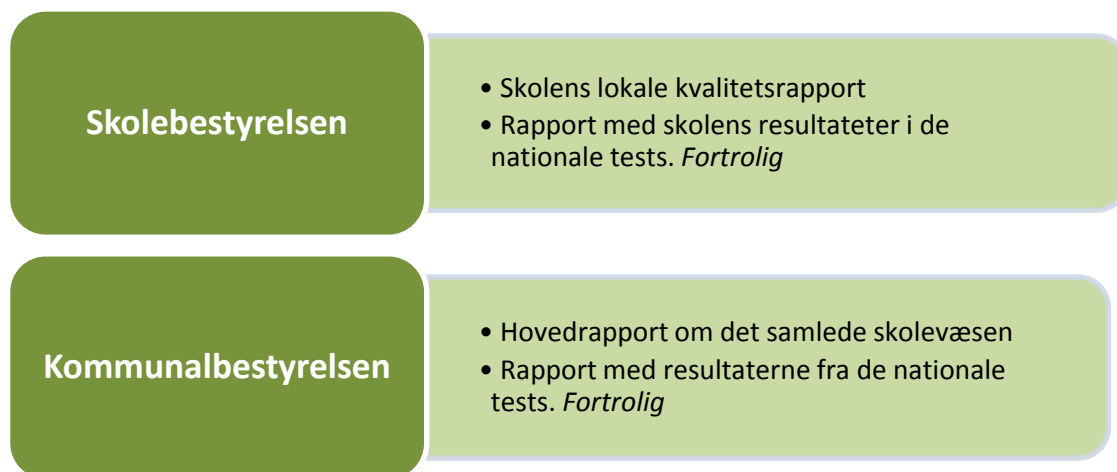 Skolebestyrelsen
• Skolens lokale kvalitetsrapport
• Rapport med skolens resultateter i de
nationale tests. Fortrolig
Kommunalbestyrelsen
• Hovedrapport om det samlede skolevæsen
• Rapport med resultaterne fra de nationale
tests. Fortrolig